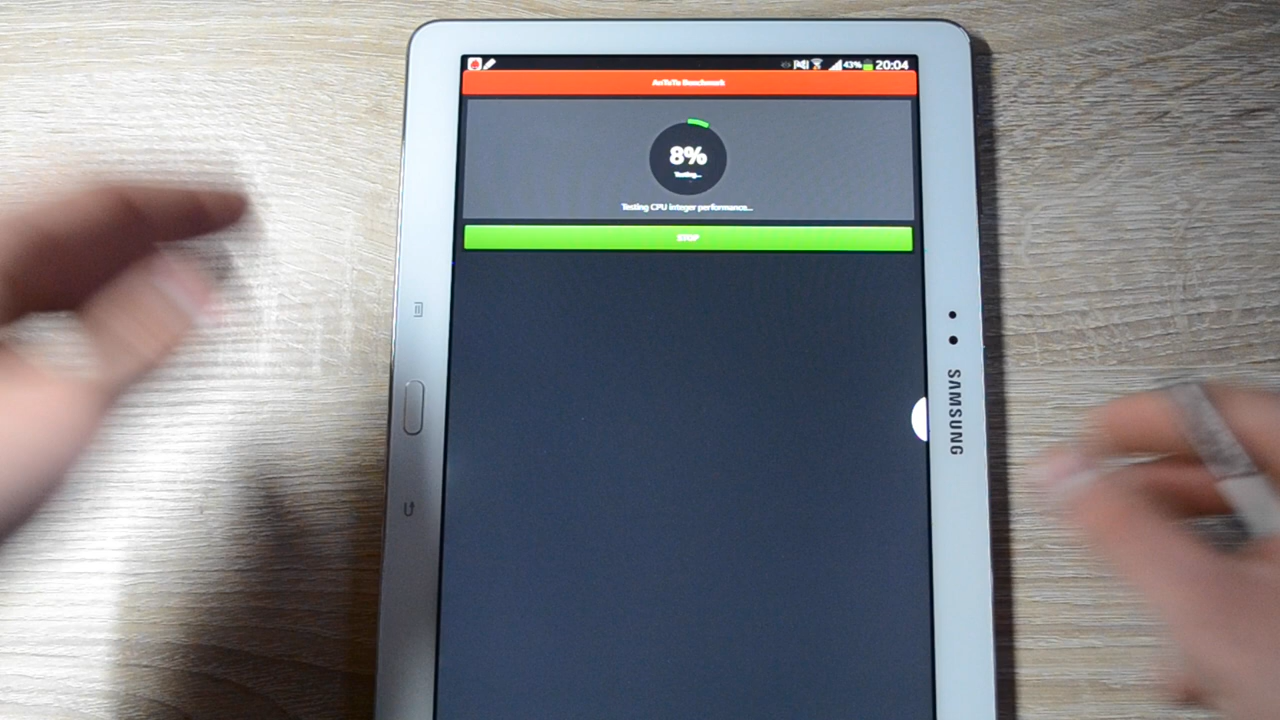 43% 20:04
AnTuTu Benchmark
8%
Testing...
Testing CPU integer performance...
STOP
SAMSUNG